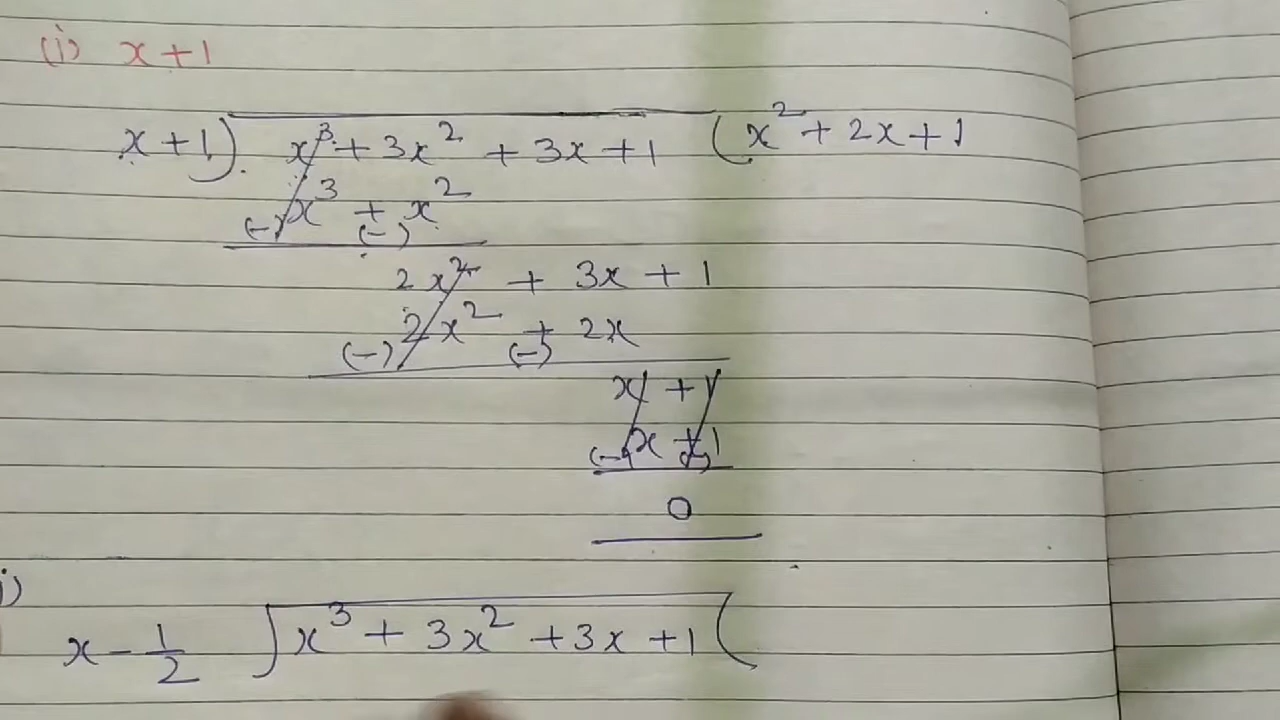 (i) x + 1
x + 1) x³ + 3x² + 3x + 1 (x² + 2x + 1
(-) x³ + (-) x²
2x² + 3x + 1
(-) 2x² + (-) 2x
x + 1
(-) x + (-) 1
0
i)
x - 1/2 ) x³ + 3x² + 3x + 1 (